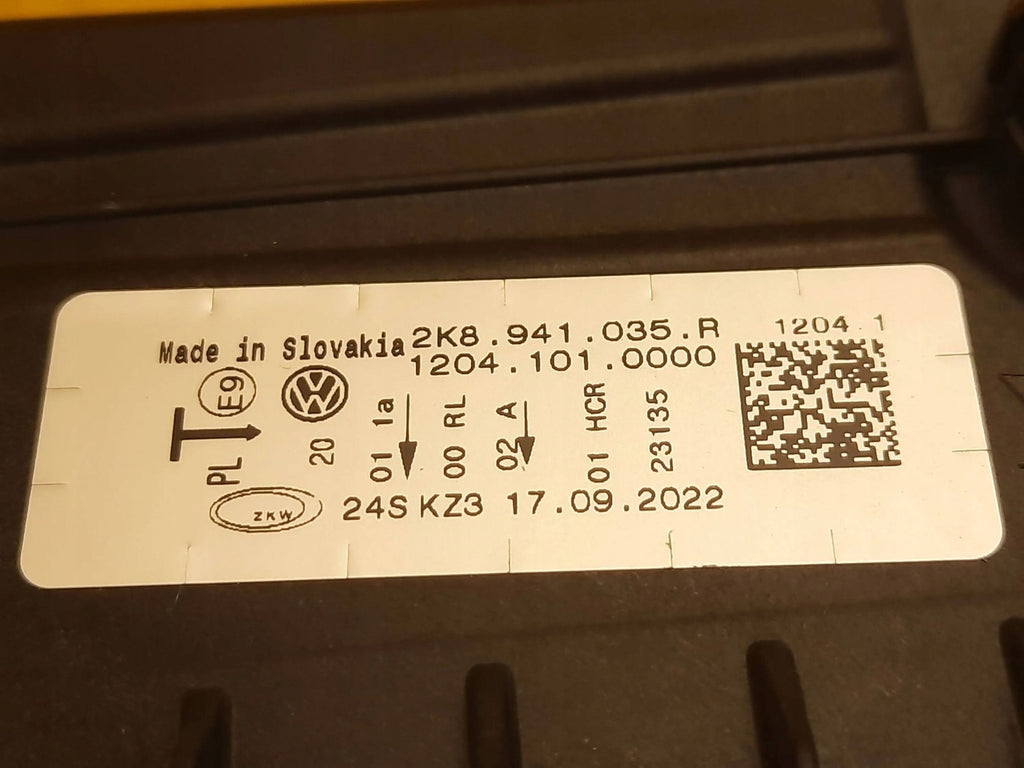 Made in Slovakia 2K8.941.035.R
1204.101.0000
1204 1
E9
PL
20
01 1a
00 RL
02 A
01 HCR
23135
ZKW
24S KZ3 17.09.2022